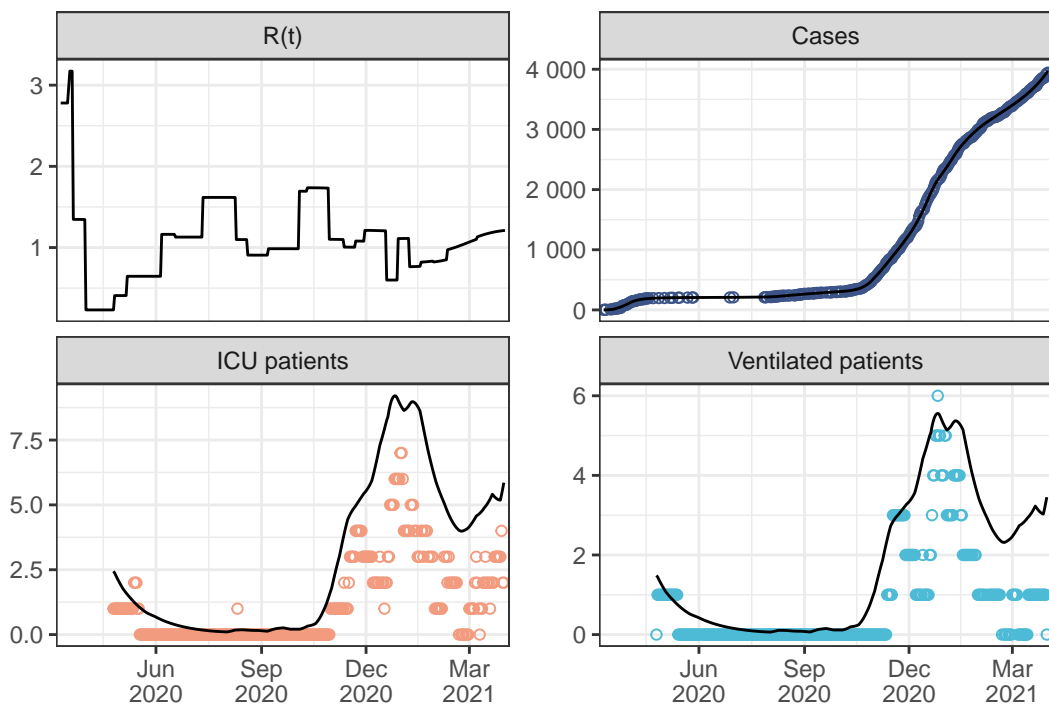 R(t)
Cases
3
2
1
4 000
3 000
2 000
1 000
0
ICU patients
Ventilated patients
7.5
5.0
2.5
0.0
6
4
2
0
Jun
2020
Sep
2020
Dec
2020
Mar
2021
Jun
2020
Sep
2020
Dec
2020
Mar
2021